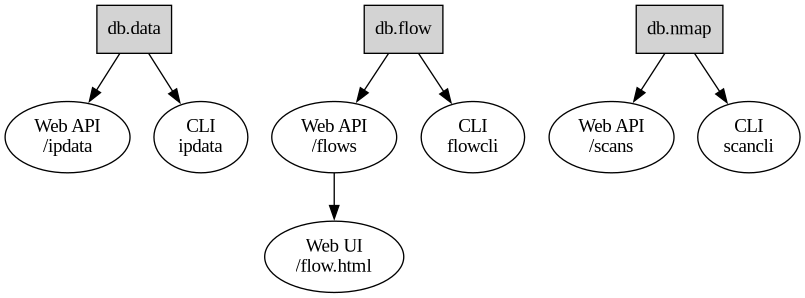 db.data
db.flow
db.nmap
Web API
/ipdata
CLI
ipdata
Web API
/flows
CLI
flowcli
Web API
/scans
CLI
scancli
Web UI
/flow.html